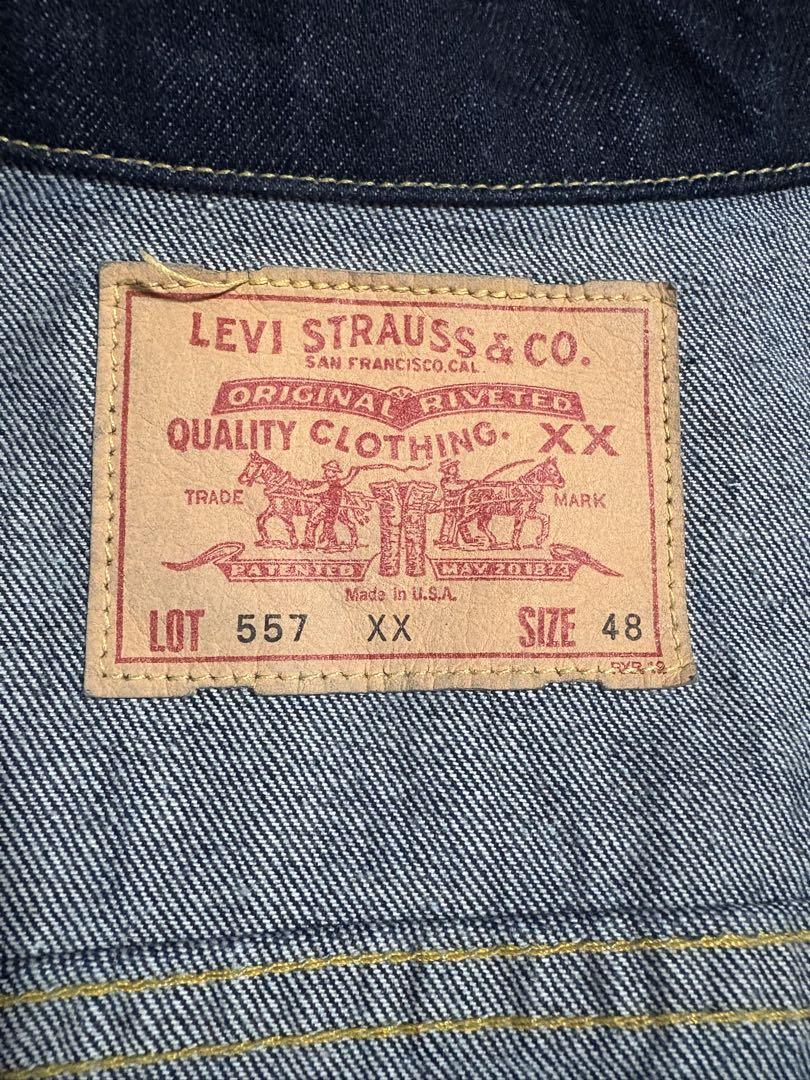 LEVI STRAUSS & CO.
SAN FRANCISCO, CAL
ORIGINAL RIVETED
QUALITY CLOTHING. XX
TRADE MARK
PATENTED MAY 20 1873
Made in U.S.A.
LOT 557 XX SIZE 48